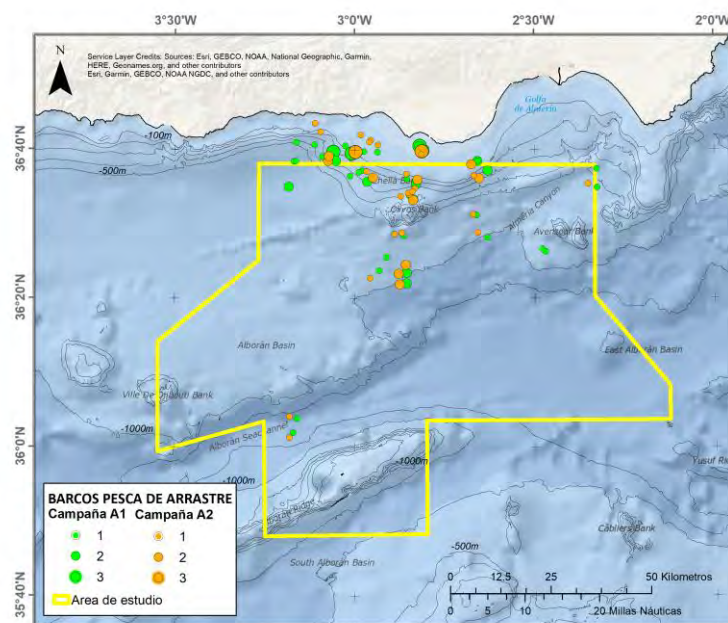 3°30'W 3°0'W 2°30'W 2°0'W
N
Service Layer Credits: Sources: Esri, GEBCO, NOAA, National Geographic, Garmin,
HERE, Geonames.org, and other contributors
Esri, Garmin, GEBCO, NOAA NGDC, and other contributors
Golfo
de Almería
-100m
36°40'
-500m
Bank
Bank
Almería Canyon
Avenzoar Bank
36°20'
Alborán Basin
East Alborán Basin
Ville De Bank
-1000m
36°0'
Alborán
-1000m
-1000m
Yusuf
Cábliers Bank
-500m
South Alborán Basin
35°40'
BARCOS PESCA DE ARRASTRE
Campaña A1 Campaña A2
1 1
2 2
3 3
Area de estudio
0 12,5 25 50 Kilometros
0 5 10 20 Millas Náuticas